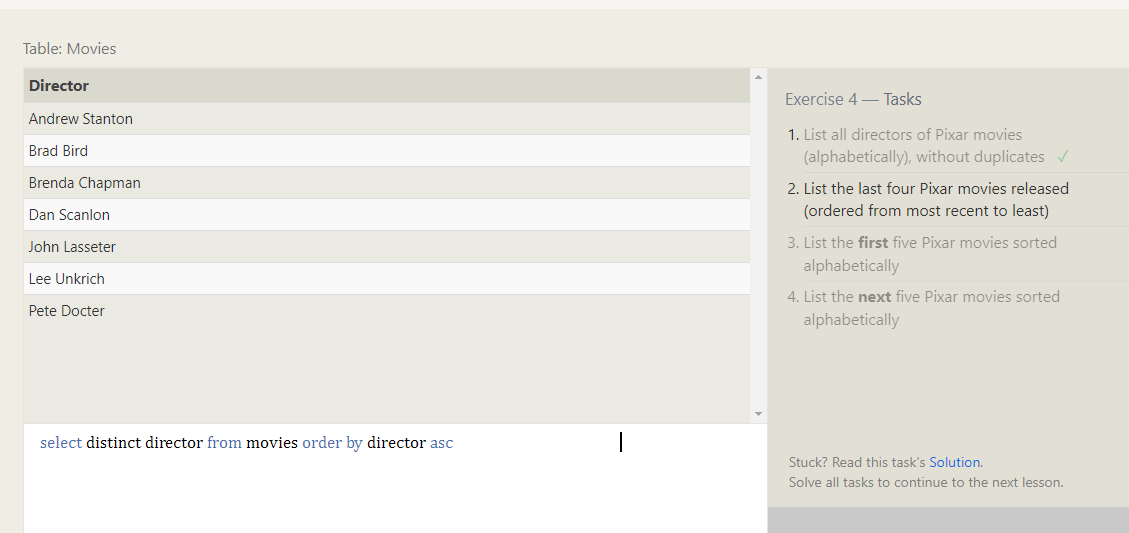 Table: Movies
Director
Andrew Stanton
Brad Bird
Brenda Chapman
Dan Scanlon
John Lasseter
Lee Unkrich
Pete Docter
select distinct director from movies order by director asc
Exercise 4 — Tasks
1. List all directors of Pixar movies
(alphabetically), without duplicates ✓
2. List the last four Pixar movies released
(ordered from most recent to least)
3. List the first five Pixar movies sorted
alphabetically
4. List the next five Pixar movies sorted
alphabetically
Stuck? Read this task's Solution.
Solve all tasks to continue to the next lesson.